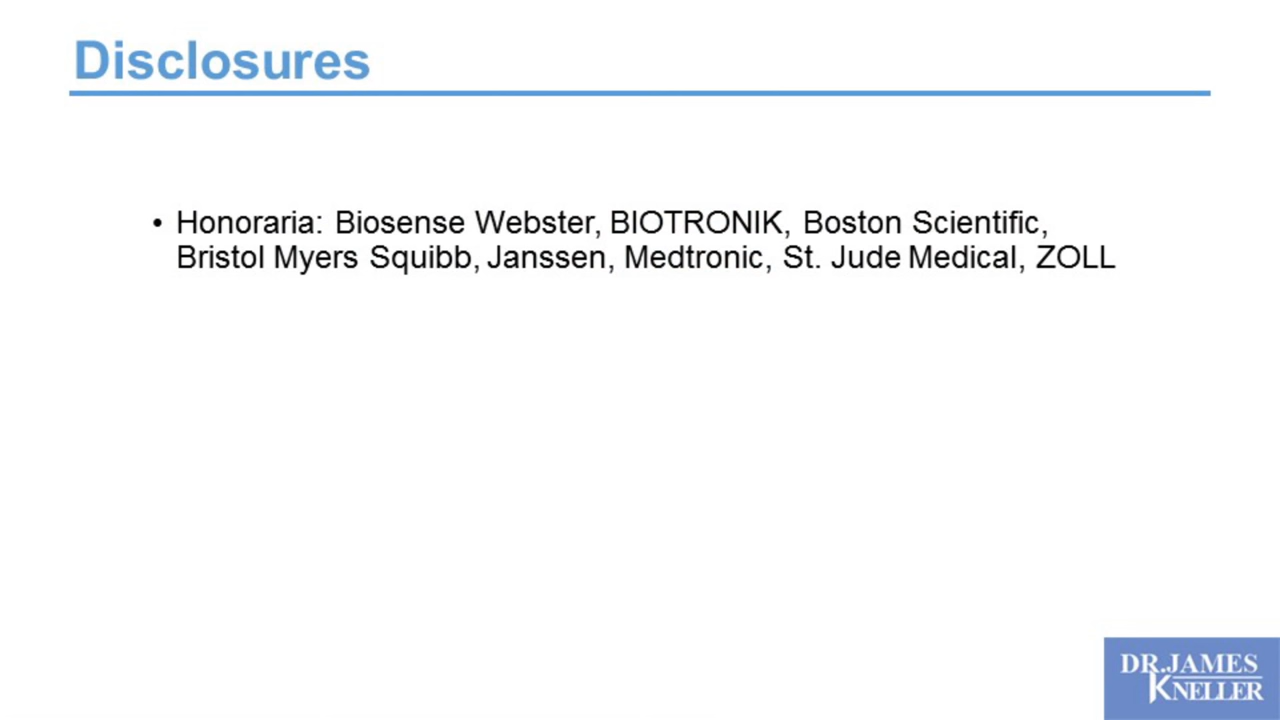 Disclosures
• Honoraria: Biosense Webster, BIOTRONIK, Boston Scientific,
Bristol Myers Squibb, Janssen, Medtronic, St. Jude Medical, ZOLL
DR.JAMES
KNELLER